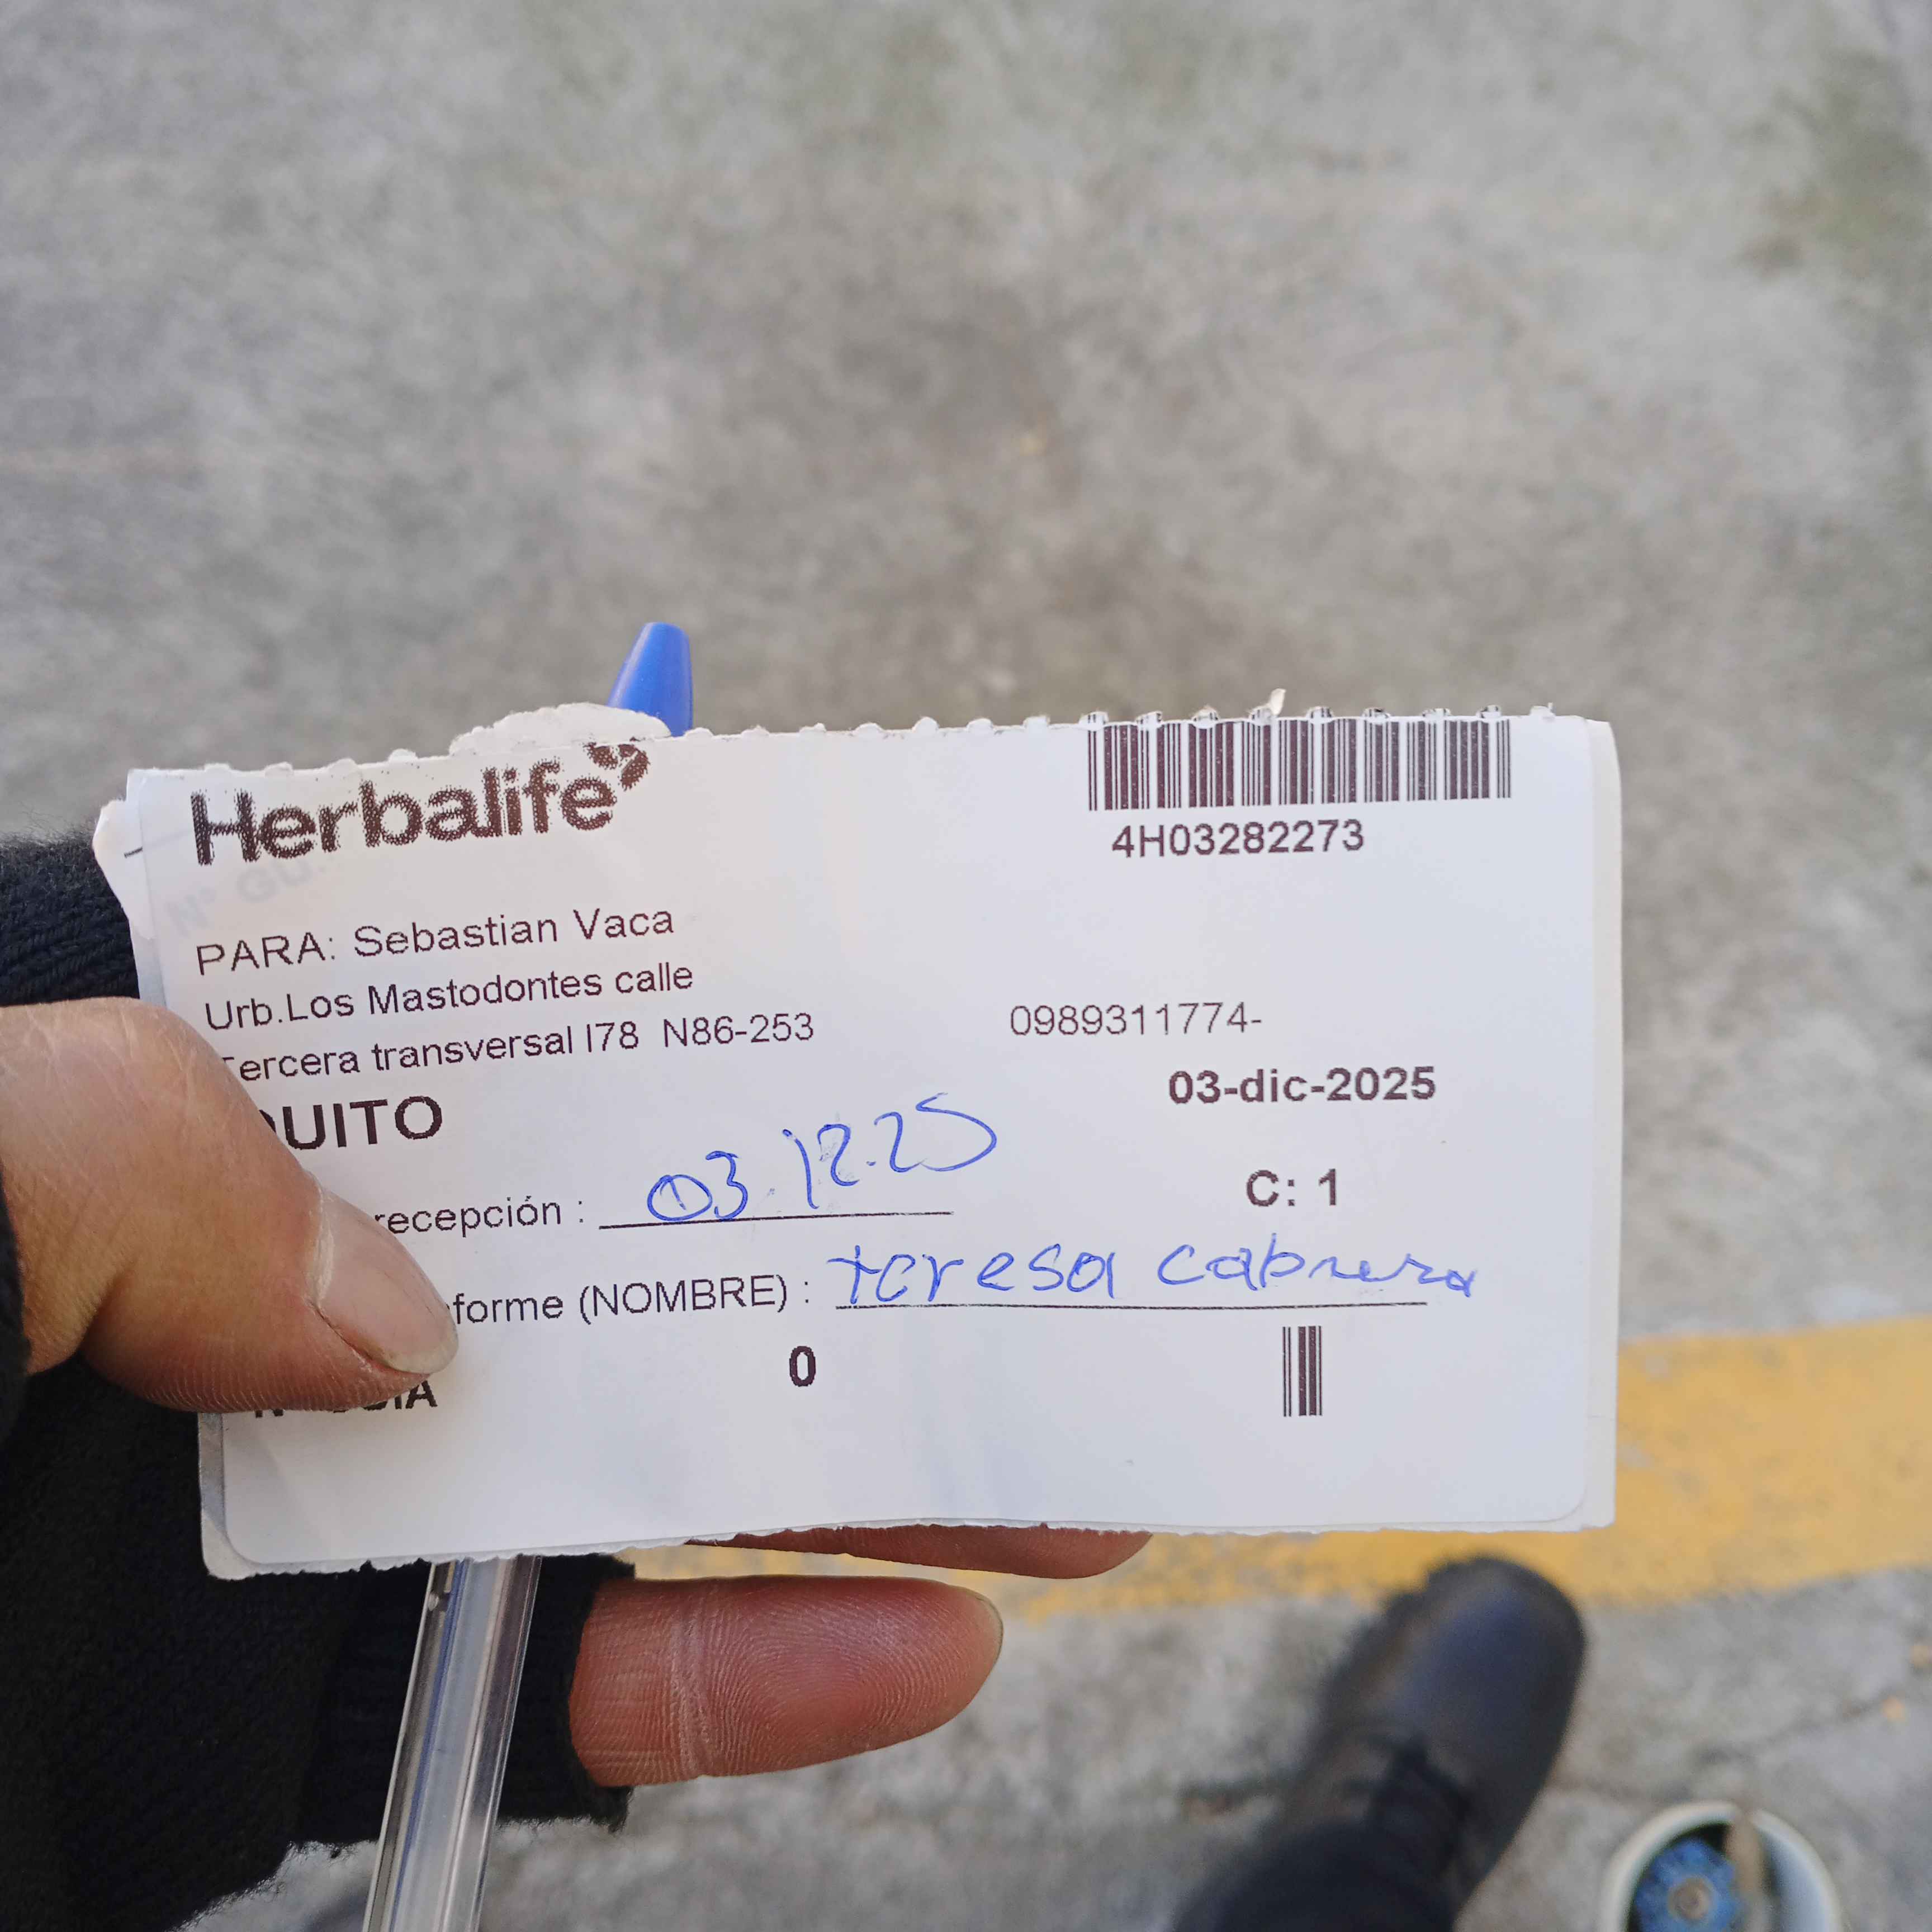 Herbalife
4H03282273
PARA: Sebastian Vaca
Urb.Los Mastodontes calle
Tercera transversal I78 N86-253
0989311774-
03-dic-2025
QUITO
recepción : 03.12.25
C: 1
forme (NOMBRE) : teresa cabrera
0